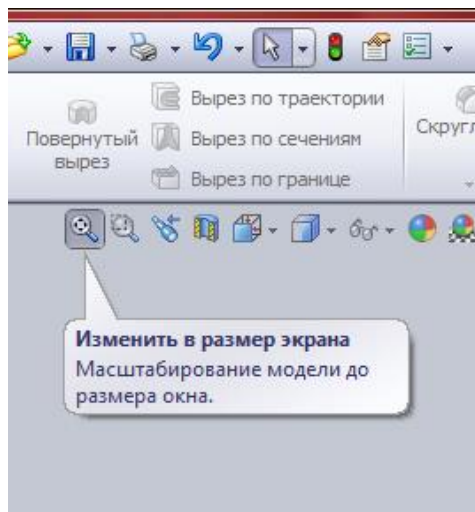 Вырез по траектории
Повернутый
вырез
Вырез по сечениям
Вырез по границе
Изменить в размер экрана
Масштабирование модели до
размера окна.